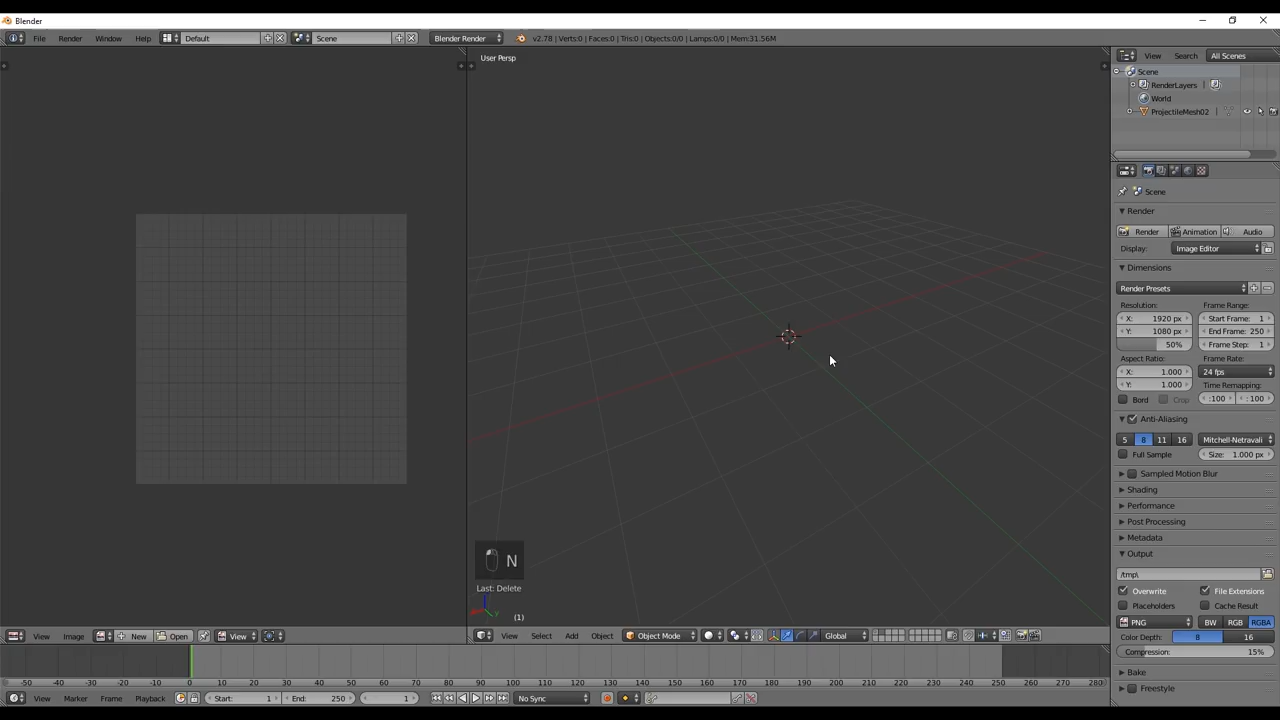 Blender
File Render Window Help Default Scene Blender Render v2.78 | Verts:0 | Faces:0 | Tris:0 | Objects:0/0 | Lamps:0/0 | Mem:31.56M
User Persp
View Search All Scenes
Scene
RenderLayers
World
ProjectileMesh02
Scene
Render
Render Animation Audio
Display: Image Editor
Dimensions
Render Presets
Resolution: Frame Range:
X: 1920 px Start Frame: 1
Y: 1080 px End Frame: 250
50% Frame Step: 1
Aspect Ratio: Frame Rate:
X: 1.000 24 fps
Y: 1.000 Time Remapping:
Bord Crop :100 :100
Anti-Aliasing
5 8 11 16 Mitchell-Netravali
Full Sample Size: 1.000 px
Sampled Motion Blur
Shading
Performance
Post Processing
Metadata
Output
/tmp\
Overwrite File Extensions
Placeholders Cache Result
PNG BW RGB RGBA
Color Depth: 8 16
Compression: 15%
Bake
Freestyle
N
Last: Delete
Y
(1)
View Image New Open View
View Select Add Object Object Mode Global
-50 -40 -30 -20 -10 0 10 20 30 40 50 60 70 80 90 100 110 120 130 140 150 160 170 180 190 200 210 220 230 240 250 260 270 280
View Marker Frame Playback Start: 1 End: 250 1 No Sync